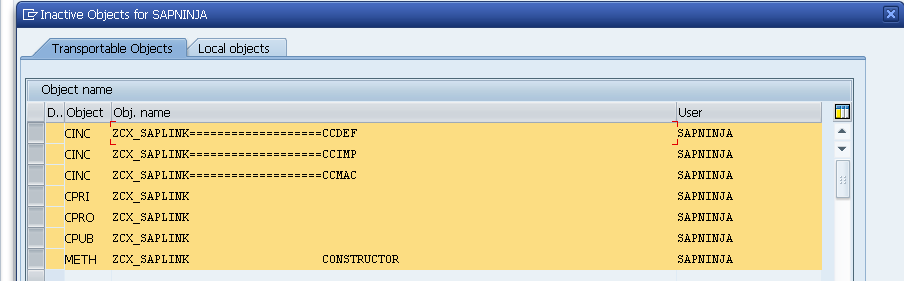 Inactive Objects for SAPNINJA
Transportable Objects Local objects
Object name
D.. Object Obj. name User
CINC ZCX_SAPLINK===================CCDEF SAPNINJA
CINC ZCX_SAPLINK===================CCIMP SAPNINJA
CINC ZCX_SAPLINK===================CCMAC SAPNINJA
CPRI ZCX_SAPLINK SAPNINJA
CPRO ZCX_SAPLINK SAPNINJA
CPUB ZCX_SAPLINK SAPNINJA
METH ZCX_SAPLINK CONSTRUCTOR SAPNINJA